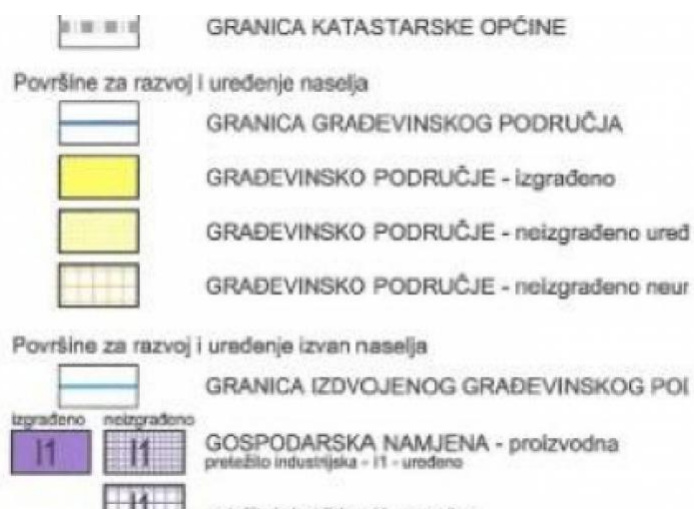 GRANICA KATASTARSKE OPĆINE
Površine za razvoj i uređenje naselja
GRANICA GRAĐEVINSKOG PODRUČJA
GRAĐEVINSKO PODRUČJE - izgrađeno
GRAĐEVINSKO PODRUČJE - neizgrađeno uređ
GRAĐEVINSKO PODRUČJE - neizgrađeno neur
Površine za razvoj i uređenje izvan naselja
GRANICA IZDVOJENOG GRAĐEVINSKOG POI
izgrađeno neizgrađeno
I1 I1 GOSPODARSKA NAMJENA - proizvodna
pretežito industrijska - I1 - uređeno
I1